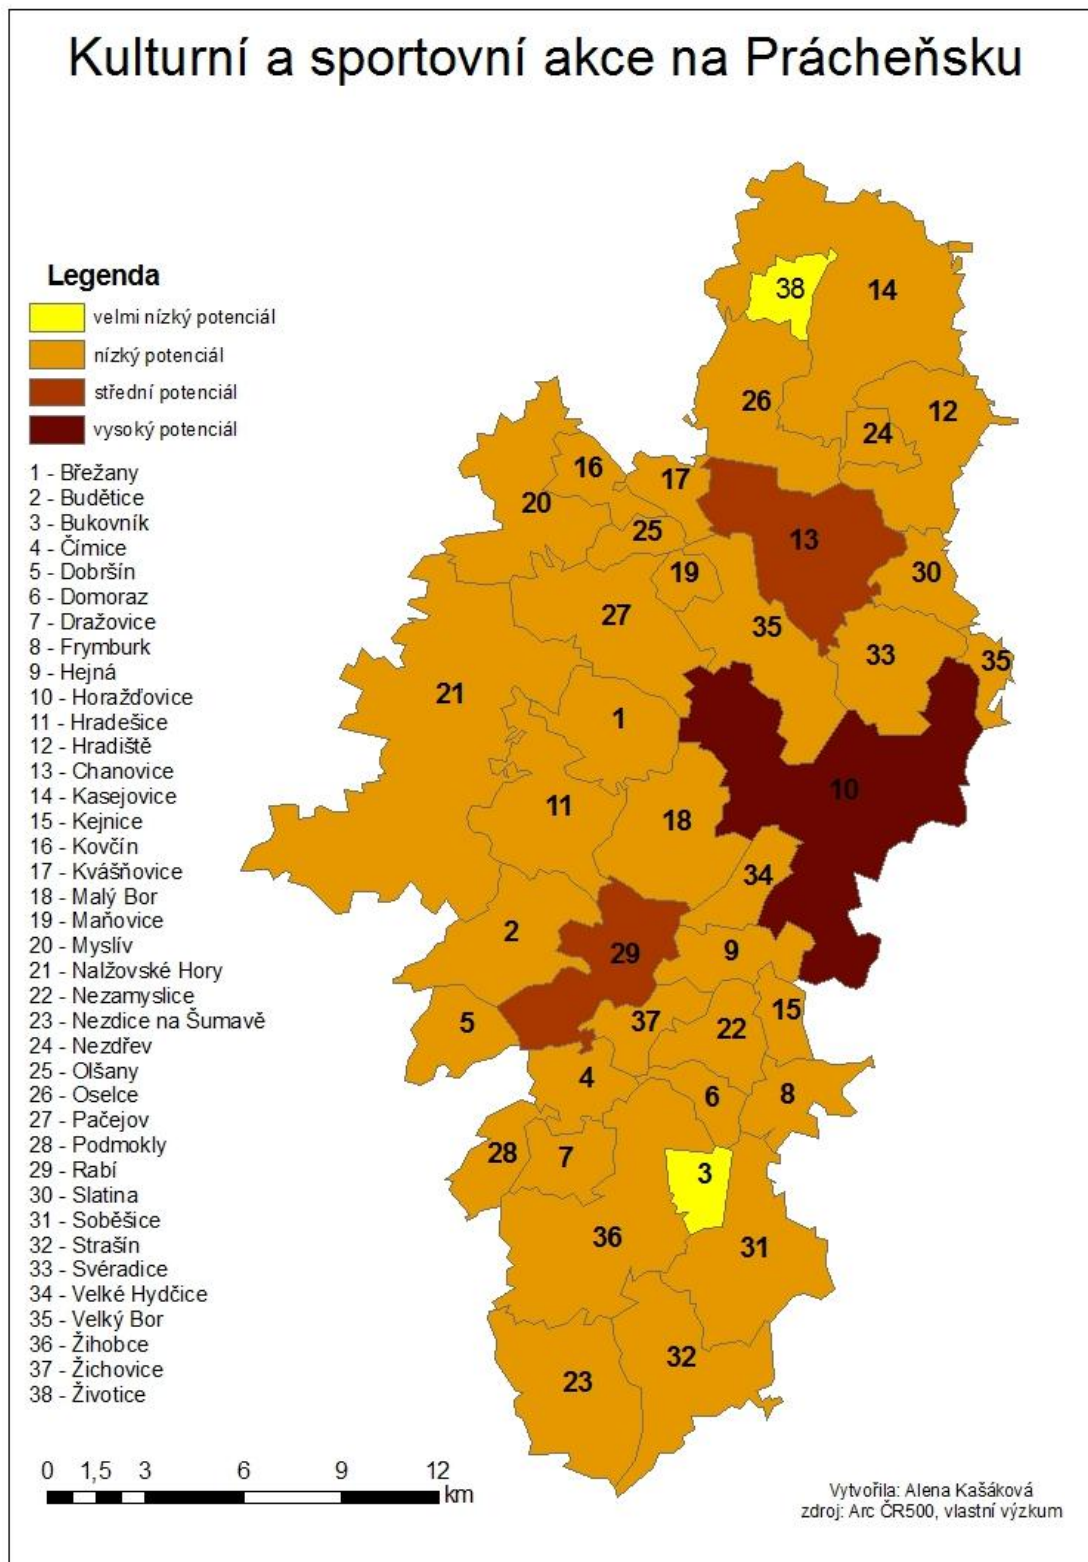 Kulturní a sportovní akce na Prácheňsku
Legenda
velmi nízký potenciál
nízký potenciál
střední potenciál
vysoký potenciál
1 - Břežany
2 - Budětice
3 - Bukovník
4 - Čímice
5 - Dobršín
6 - Domoraz
7 - Dražovice
8 - Frymburk
9 - Hejná
10 - Horažďovice
11 - Hradešice
12 - Hradiště
13 - Chanovice
14 - Kasejovice
15 - Kejnice
16 - Kovčín
17 - Kvášňovice
18 - Malý Bor
19 - Maňovice
20 - Myslív
21 - Nalžovské Hory
22 - Nezamyslice
23 - Nezdice na Šumavě
24 - Nezdřev
25 - Olšany
26 - Oselce
27 - Pačejov
28 - Podmokly
29 - Rabí
30 - Slatina
31 - Soběšice
32 - Strašín
33 - Svéradice
34 - Velké Hydčice
35 - Velký Bor
36 - Žihobce
37 - Žichovice
38 - Životice
38
14
26
12
24
16
17
20
25
13
19
30
27
35
33
35
21
1
10
11
18
34
2
29
9
5
37
22
15
4
6
8
28
7
3
36
31
32
23
0 1,5 3 6 9 12
km
Vytvořila: Alena Kašáková
zdroj: Arc ČR500, vlastní výzkum